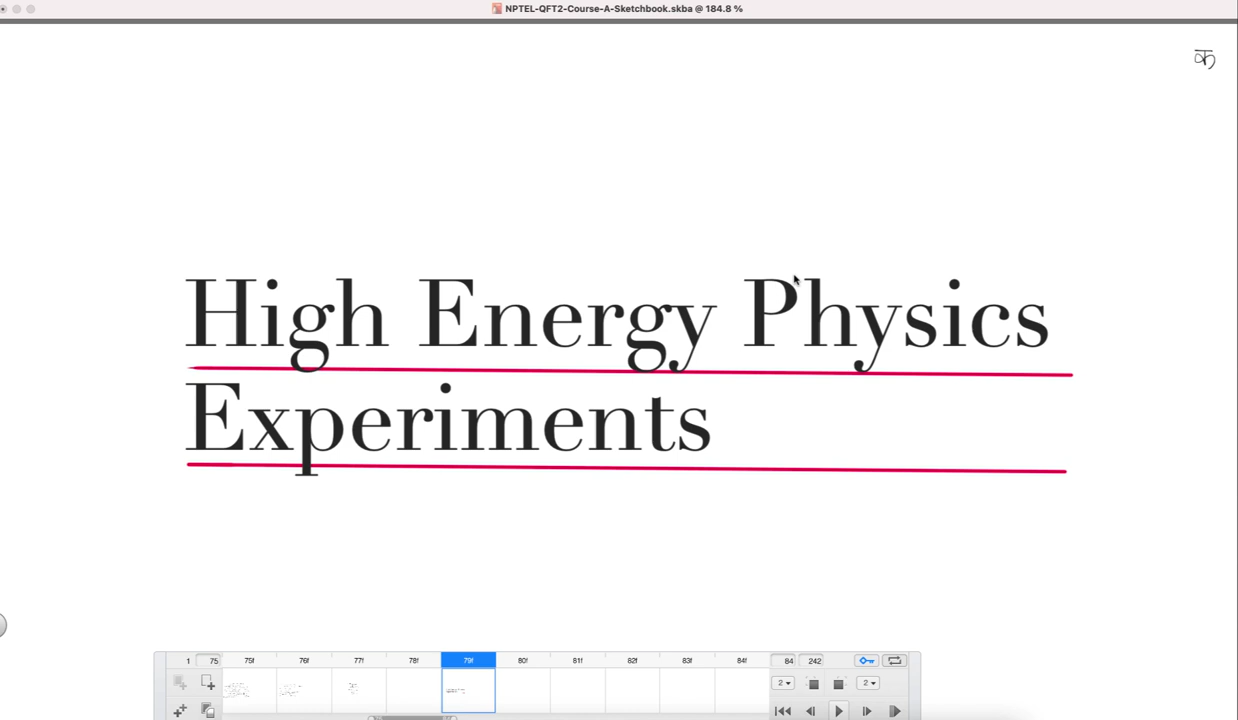 NPTEL-QFT2-Course-A-Sketchbook.skba @ 184.8 %
क
High Energy Physics
Experiments
1 75 75f 76f 77f 78f 79f 80f 81f 82f 83f 84f 84 242
2 2